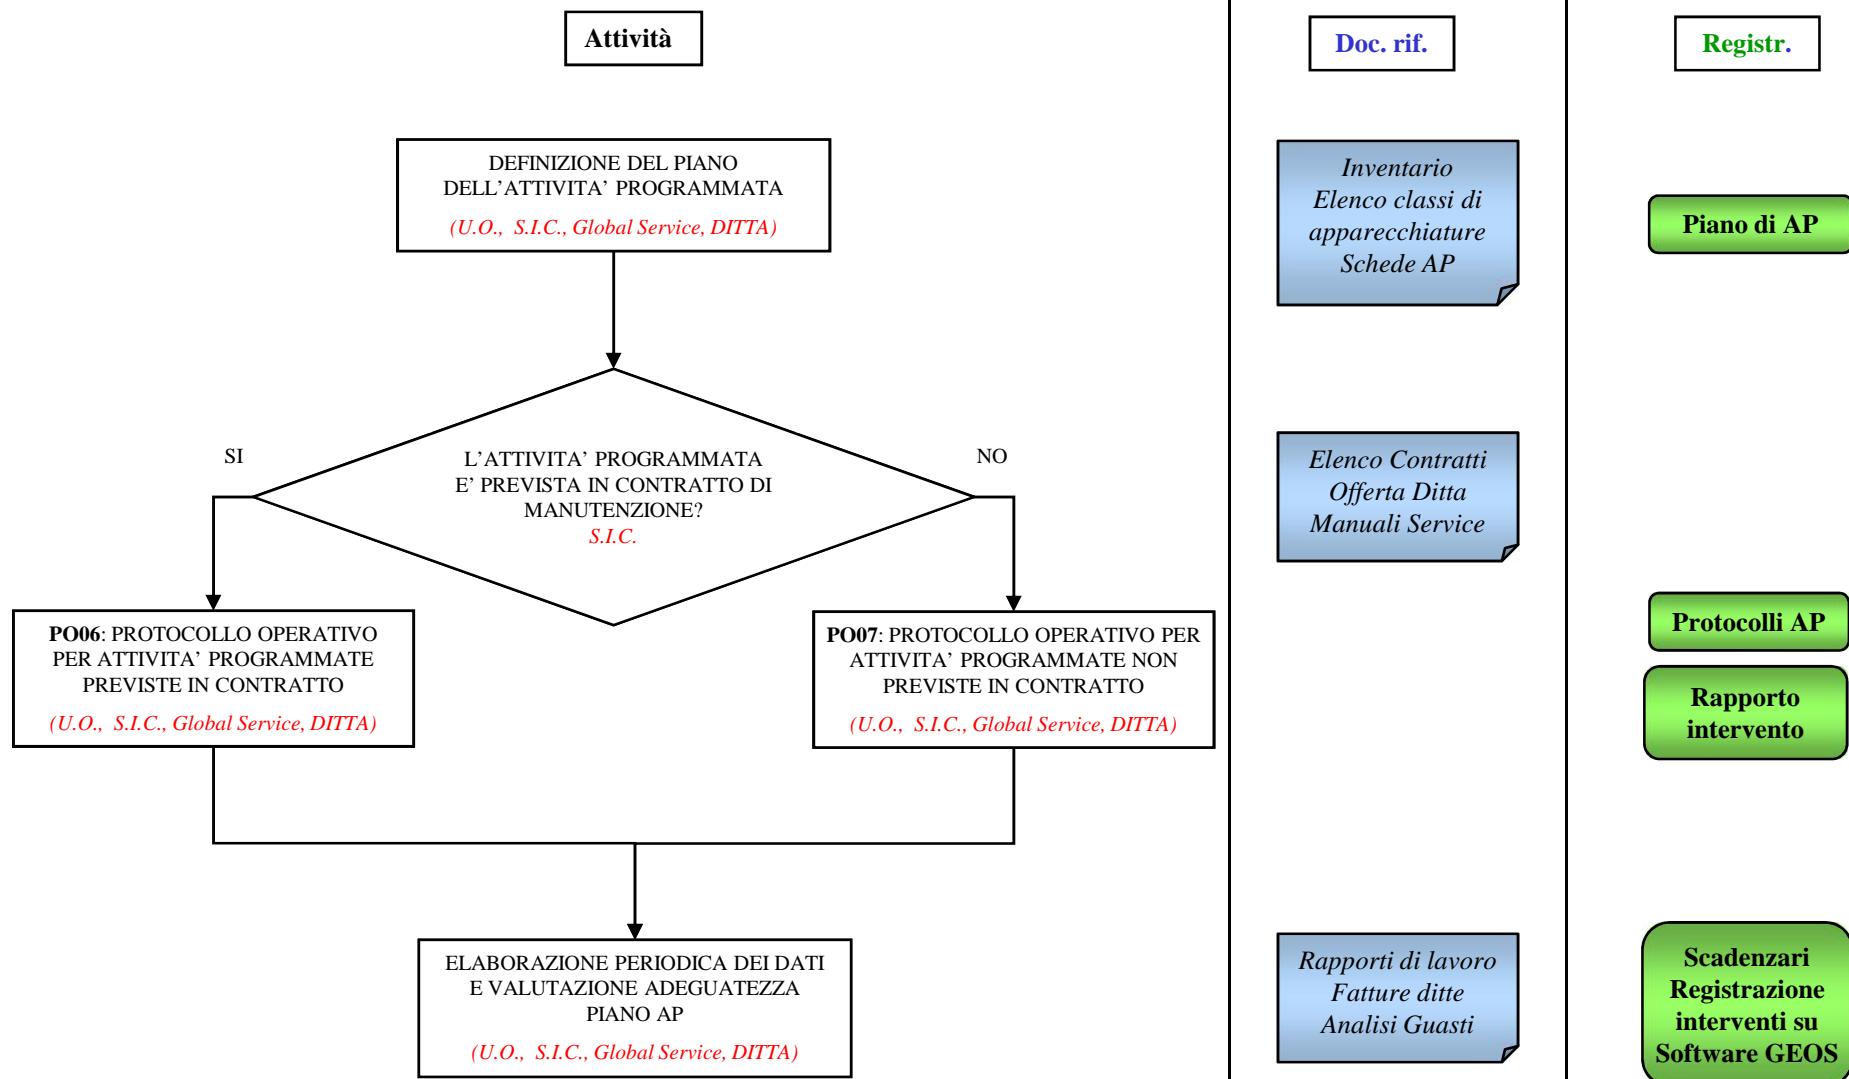 Attività
Doc. rif.
Registr.
DEFINIZIONE DEL PIANO
DELL’ATTIVITA’ PROGRAMMATA
(U.O., S.I.C., Global Service, DITTA)
Inventario
Elenco classi di
apparecchiature
Schede AP
Piano di AP
SI
NO
L’ATTIVITA’ PROGRAMMATA
E’ PREVISTA IN CONTRATTO DI
MANUTENZIONE?
S.I.C.
Elenco Contratti
Offerta Ditta
Manuali Service
PO06: PROTOCOLLO OPERATIVO
PER ATTIVITA’ PROGRAMMATE
PREVISTE IN CONTRATTO
(U.O., S.I.C., Global Service, DITTA)
PO07: PROTOCOLLO OPERATIVO PER
ATTIVITA’ PROGRAMMATE NON
PREVISTE IN CONTRATTO
(U.O., S.I.C., Global Service, DITTA)
Protocolli AP
Rapporto
intervento
ELABORAZIONE PERIODICA DEI DATI
E VALUTAZIONE ADEGUATEZZA
PIANO AP
(U.O., S.I.C., Global Service, DITTA)
Rapporti di lavoro
Fatture ditte
Analisi Guasti
Scadenzari
Registrazione
interventi su
Software GEOS